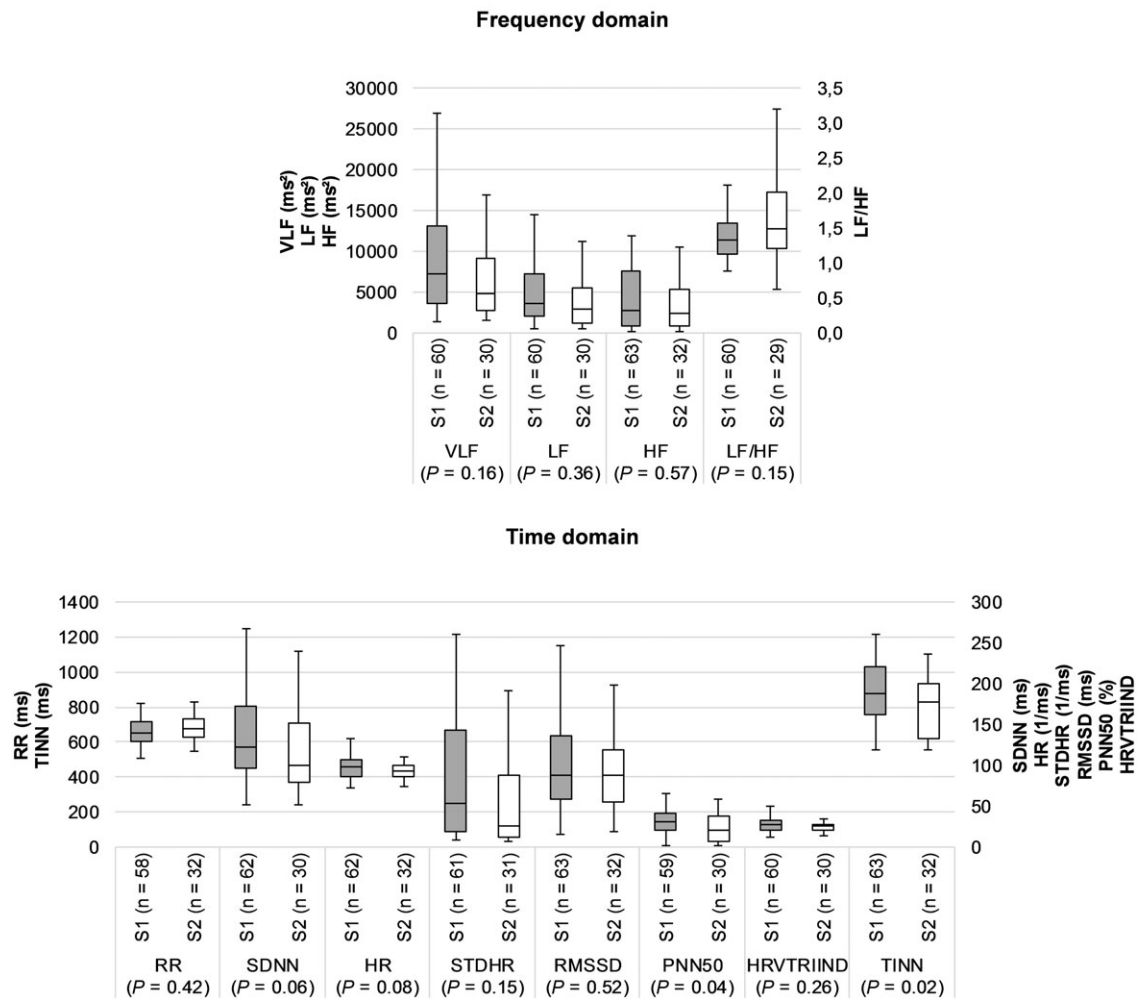 Frequency domain
VLF (ms²)
LF (ms²)
HF (ms²)
30000
25000
20000
15000
10000
5000
0
3,5
3,0
2,5
2,0
1,5
1,0
0,5
0,0
LF/HF
S1 (n = 60)
S2 (n = 30)
S1 (n = 60)
S2 (n = 30)
S1 (n = 63)
S2 (n = 32)
S1 (n = 60)
S2 (n = 29)
VLF LF HF LF/HF
(P = 0.16) (P = 0.36) (P = 0.57) (P = 0.15)
Time domain
RR (ms)
TINN (ms)
1400
1200
1000
800
600
400
200
0
300
250
200
150
100
50
0
SDNN (ms)
HR (1/ms)
STDHR (1/ms)
RMSSD (ms)
PNN50 (%)
HRVTRIIND
S1 (n = 58)
S2 (n = 32)
S1 (n = 62)
S2 (n = 30)
S1 (n = 62)
S2 (n = 32)
S1 (n = 61)
S2 (n = 31)
S1 (n = 63)
S2 (n = 32)
S1 (n = 59)
S2 (n = 30)
S1 (n = 60)
S2 (n = 30)
S1 (n = 63)
S2 (n = 32)
RR SDNN HR STDHR RMSSD PNN50 HRVTRIIND TINN
(P = 0.42) (P = 0.06) (P = 0.08) (P = 0.15) (P = 0.52) (P = 0.04) (P = 0.26) (P = 0.02)